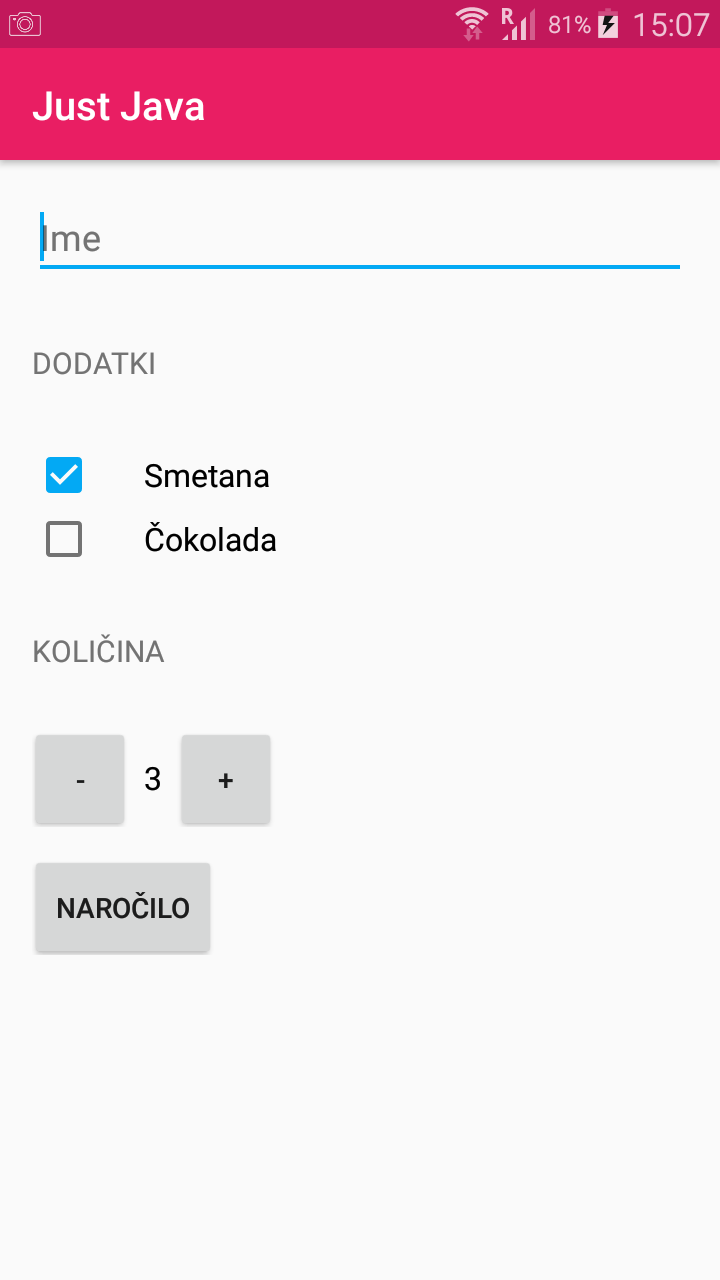 R 81% 15:07
Just Java
Ime
DODATKI
Smetana
Čokolada
KOLIČINA
- 3 +
NAROČILO